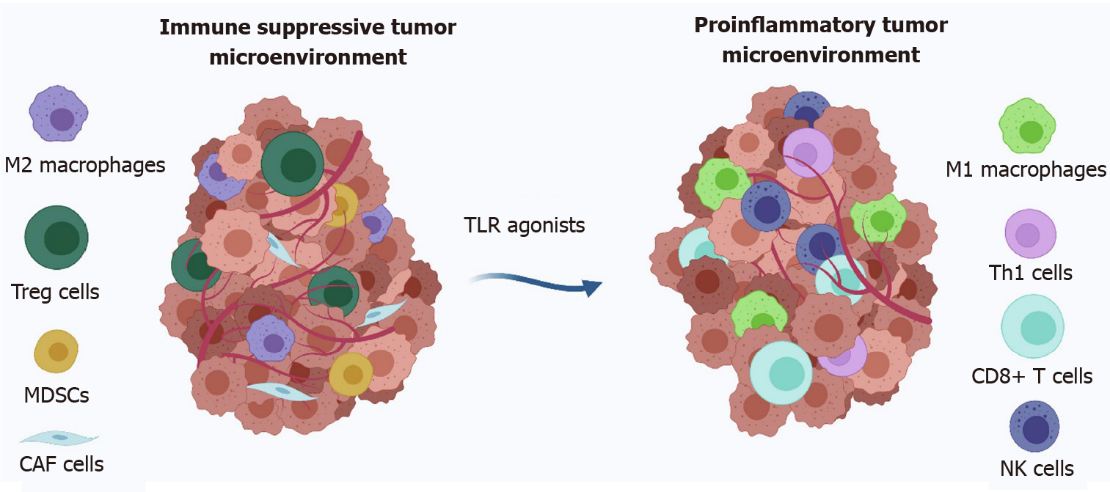 Immune suppressive tumor
microenvironment
M2 macrophages
Treg cells
MDSCs
CAF cells
TLR agonists
Proinflammatory tumor
microenvironment
M1 macrophages
Th1 cells
CD8+ T cells
NK cells